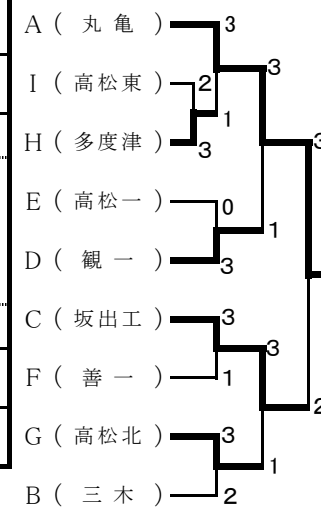 A ( 丸 亀 ) 3
3
I ( 高松東 ) 2
1
H ( 多度津 ) 3
3
E ( 高松一 ) 0
1
D ( 観 一 ) 3
C ( 坂出工 ) 3
3
F ( 善 一 ) 1
2
G ( 高松北 ) 3
1
B ( 三 木 ) 2